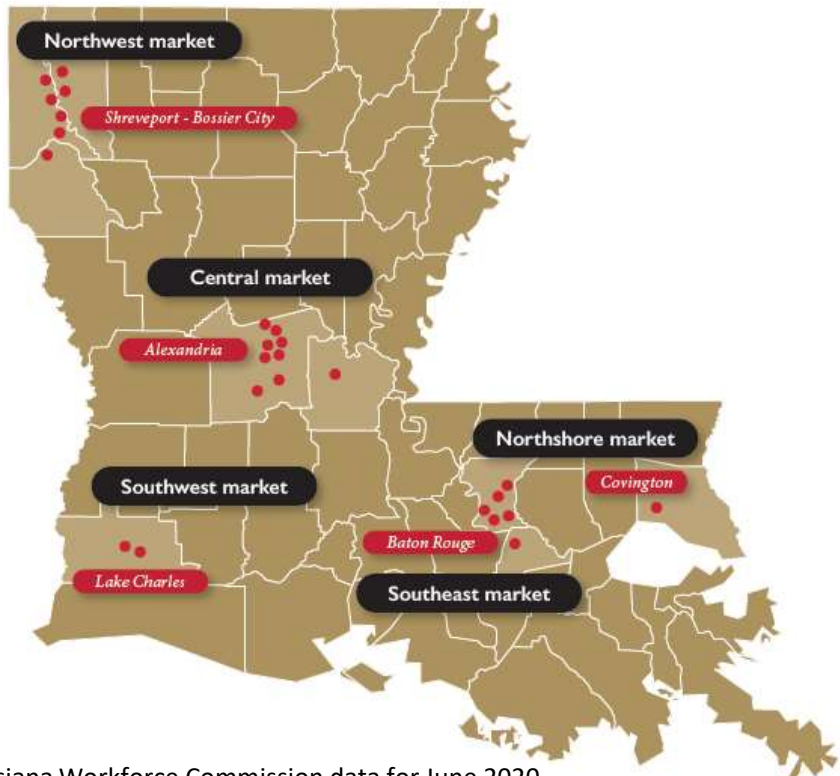 Northwest market
Shreveport - Bossier City
Central market
Alexandria
Northshore market
Covington
Southwest market
Baton Rouge
Lake Charles
Southeast market
Workforce Commission data for June 2020